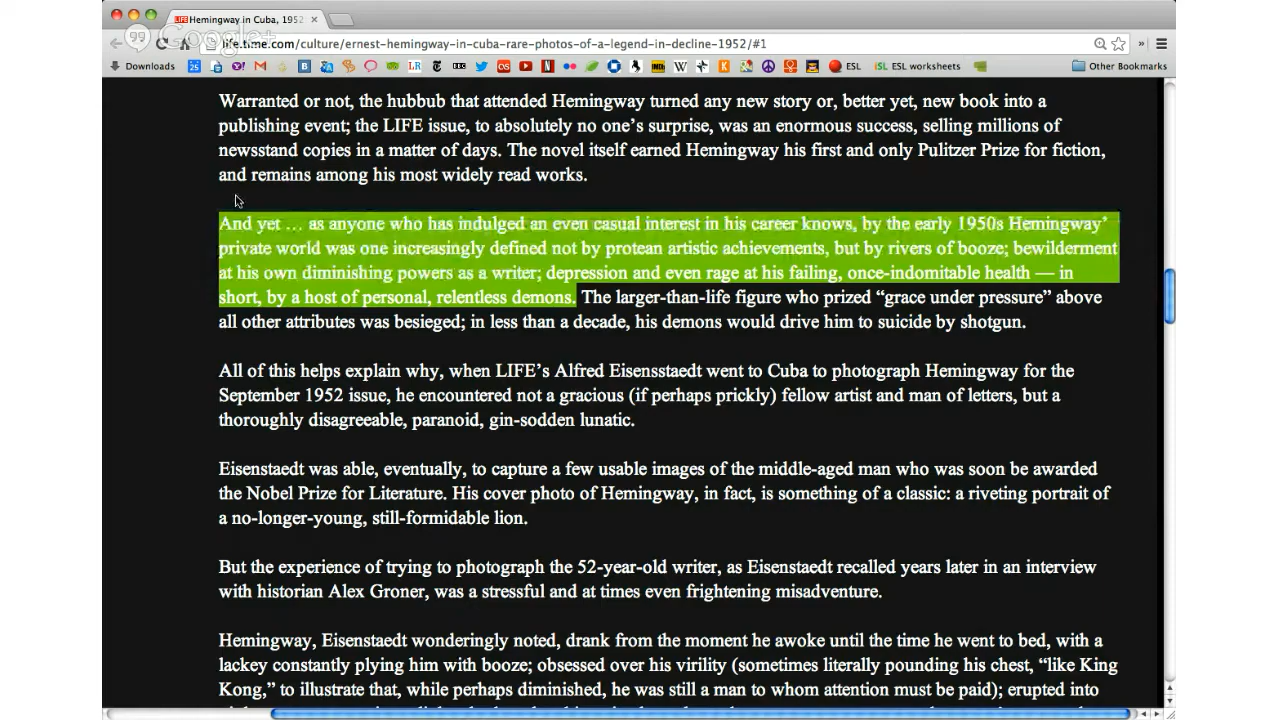 LIFE Hemingway in Cuba, 1952
Google+
life.time.com/culture/ernest-hemingway-in-cuba-rare-photos-of-a-legend-in-decline-1952/#1
Downloads ESL iSL ESL worksheets Other Bookmarks
Warranted or not, the hubbub that attended Hemingway turned any new story or, better yet, new book into a
publishing event; the LIFE issue, to absolutely no one’s surprise, was an enormous success, selling millions of
newsstand copies in a matter of days. The novel itself earned Hemingway his first and only Pulitzer Prize for fiction,
and remains among his most widely read works.
And yet … as anyone who has indulged an even casual interest in his career knows, by the early 1950s Hemingway’
private world was one increasingly defined not by protean artistic achievements, but by rivers of booze; bewilderment
at his own diminishing powers as a writer; depression and even rage at his failing, once-indomitable health — in
short, by a host of personal, relentless demons. The larger-than-life figure who prized “grace under pressure” above
all other attributes was besieged; in less than a decade, his demons would drive him to suicide by shotgun.
All of this helps explain why, when LIFE’s Alfred Eisensstaedt went to Cuba to photograph Hemingway for the
September 1952 issue, he encountered not a gracious (if perhaps prickly) fellow artist and man of letters, but a
thoroughly disagreeable, paranoid, gin-sodden lunatic.
Eisenstaedt was able, eventually, to capture a few usable images of the middle-aged man who was soon be awarded
the Nobel Prize for Literature. His cover photo of Hemingway, in fact, is something of a classic: a riveting portrait of
a no-longer-young, still-formidable lion.
But the experience of trying to photograph the 52-year-old writer, as Eisenstaedt recalled years later in an interview
with historian Alex Groner, was a stressful and at times even frightening misadventure.
Hemingway, Eisenstaedt wonderingly noted, drank from the moment he awoke until the time he went to bed, with a
lackey constantly plying him with booze; obsessed over his virility (sometimes literally pounding his chest, “like King
Kong,” to illustrate that, while perhaps diminished, he was still a man to whom attention must be paid); erupted into